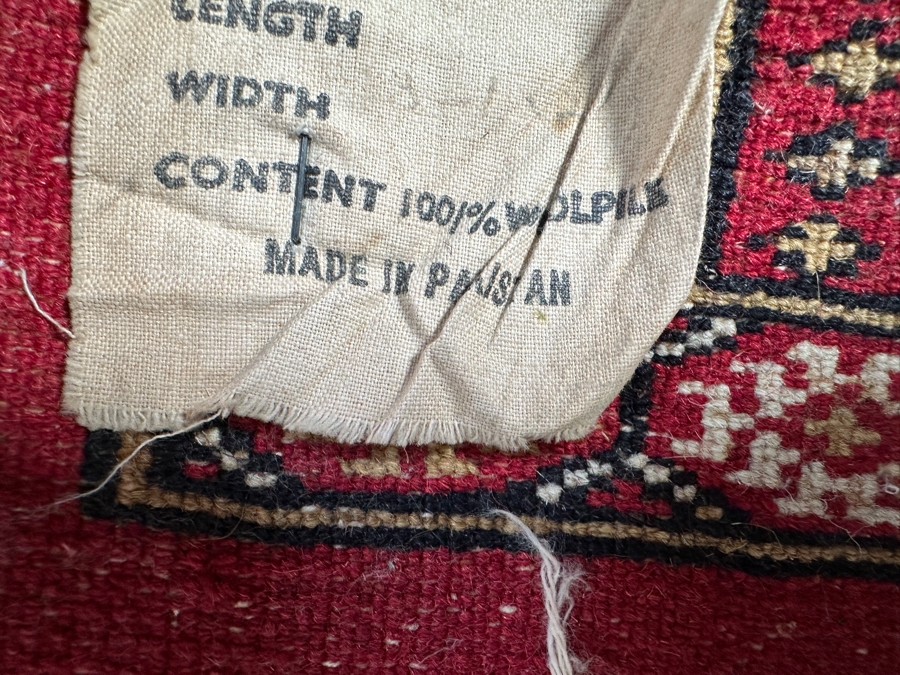 LENGTH
WIDTH
CONTENT 100/% WOLPILE
MADE IN PAKISTAN